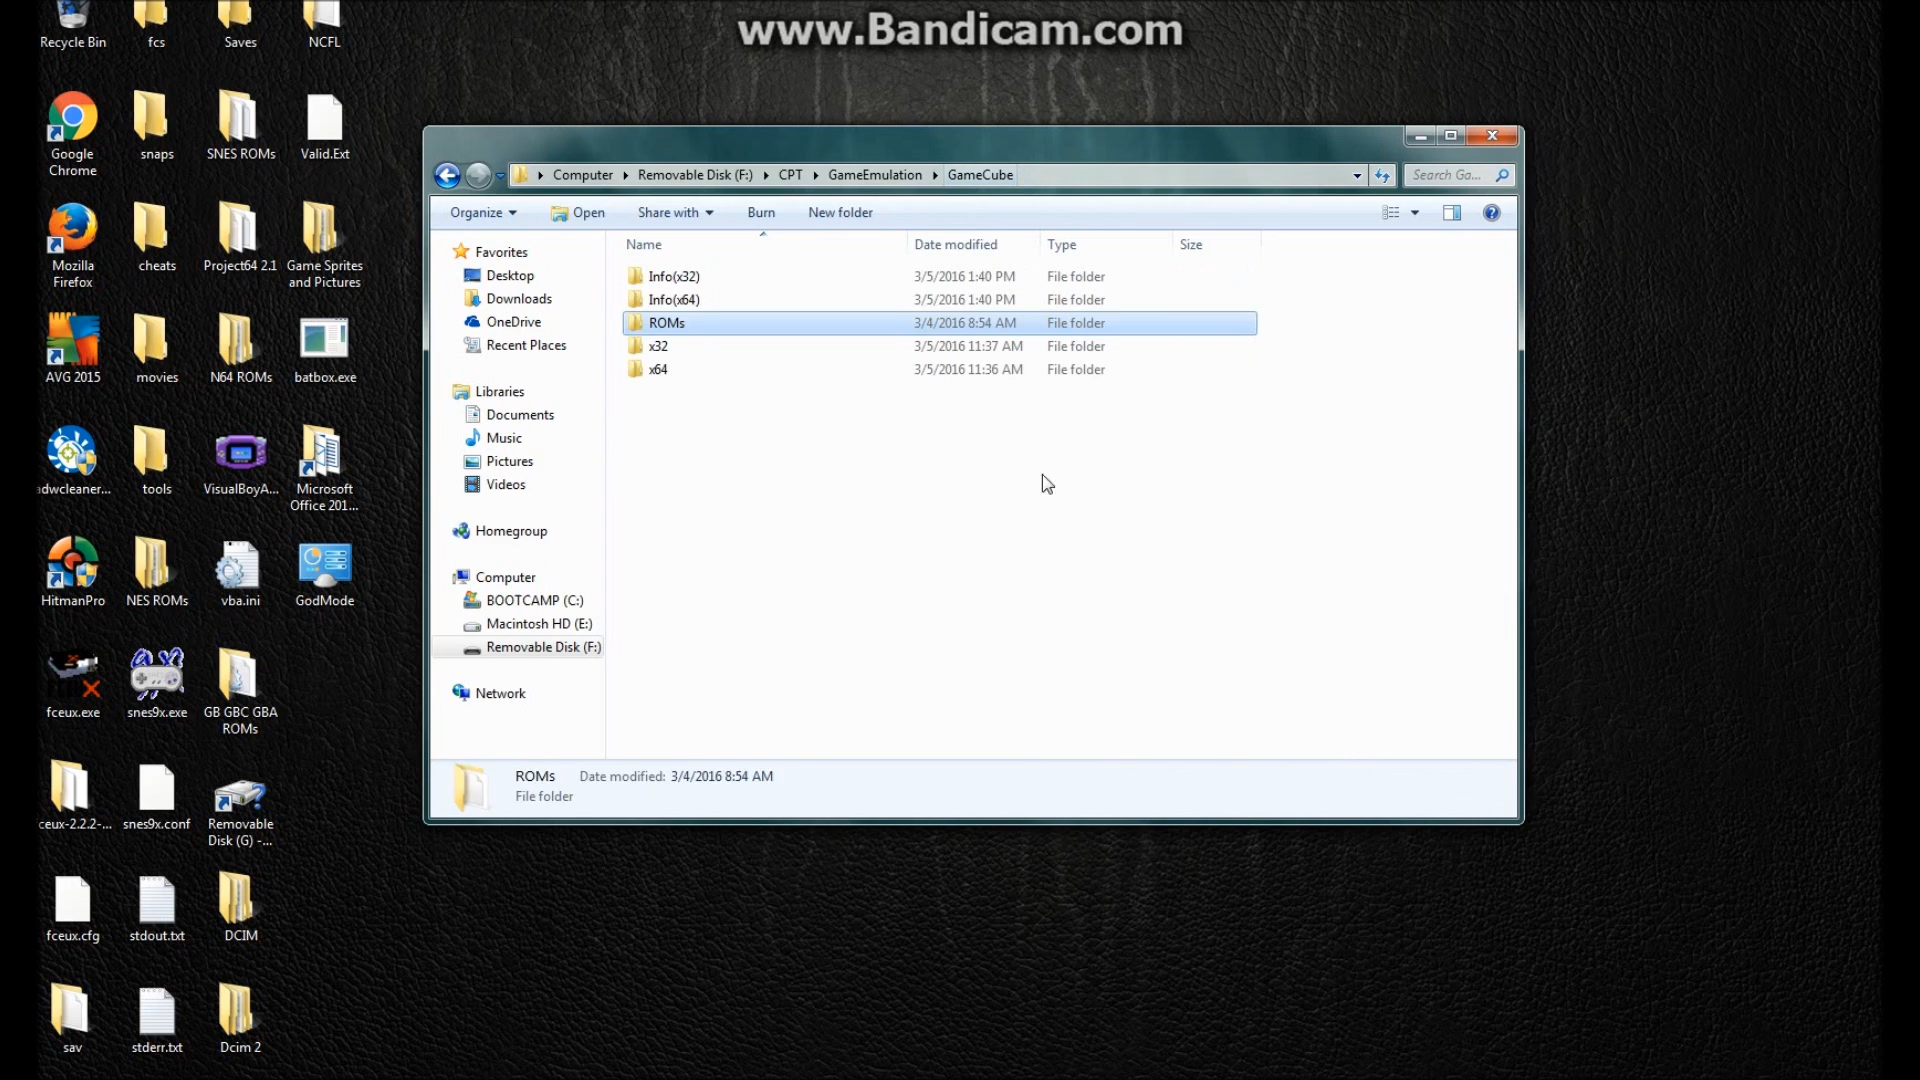 www.Bandicam.com
Recycle Bin
fcs
Saves
NCFL
Google
Chrome
snaps
SNES ROMs
Valid.Ext
Mozilla
Firefox
cheats
Project64 2.1
Game Sprites
and Pictures
AVG 2015
movies
N64 ROMs
batbox.exe
adwcleaner...
tools
VisualBoyA...
Microsoft
Office 201...
HitmanPro
NES ROMs
vba.ini
GodMode
fceux.exe
snes9x.exe
GB GBC GBA
ROMs
fceux-2.2.2-...
snes9x.conf
Removable
Disk (G) -...
fceux.cfg
stdout.txt
DCIM
sav
stderr.txt
Dcim 2
Computer Removable Disk (F:) CPT GameEmulation GameCube
Search Ga...
Organize Open Share with Burn New folder
Favorites
Desktop
Downloads
OneDrive
Recent Places
Libraries
Documents
Music
Pictures
Videos
Homegroup
Computer
BOOTCAMP (C:)
Macintosh HD (E:)
Removable Disk (F:)
Network
Name Date modified Type Size
Info(x32) 3/5/2016 1:40 PM File folder
Info(x64) 3/5/2016 1:40 PM File folder
ROMs 3/4/2016 8:54 AM File folder
x32 3/5/2016 11:37 AM File folder
x64 3/5/2016 11:36 AM File folder
ROMs Date modified: 3/4/2016 8:54 AM
File folder